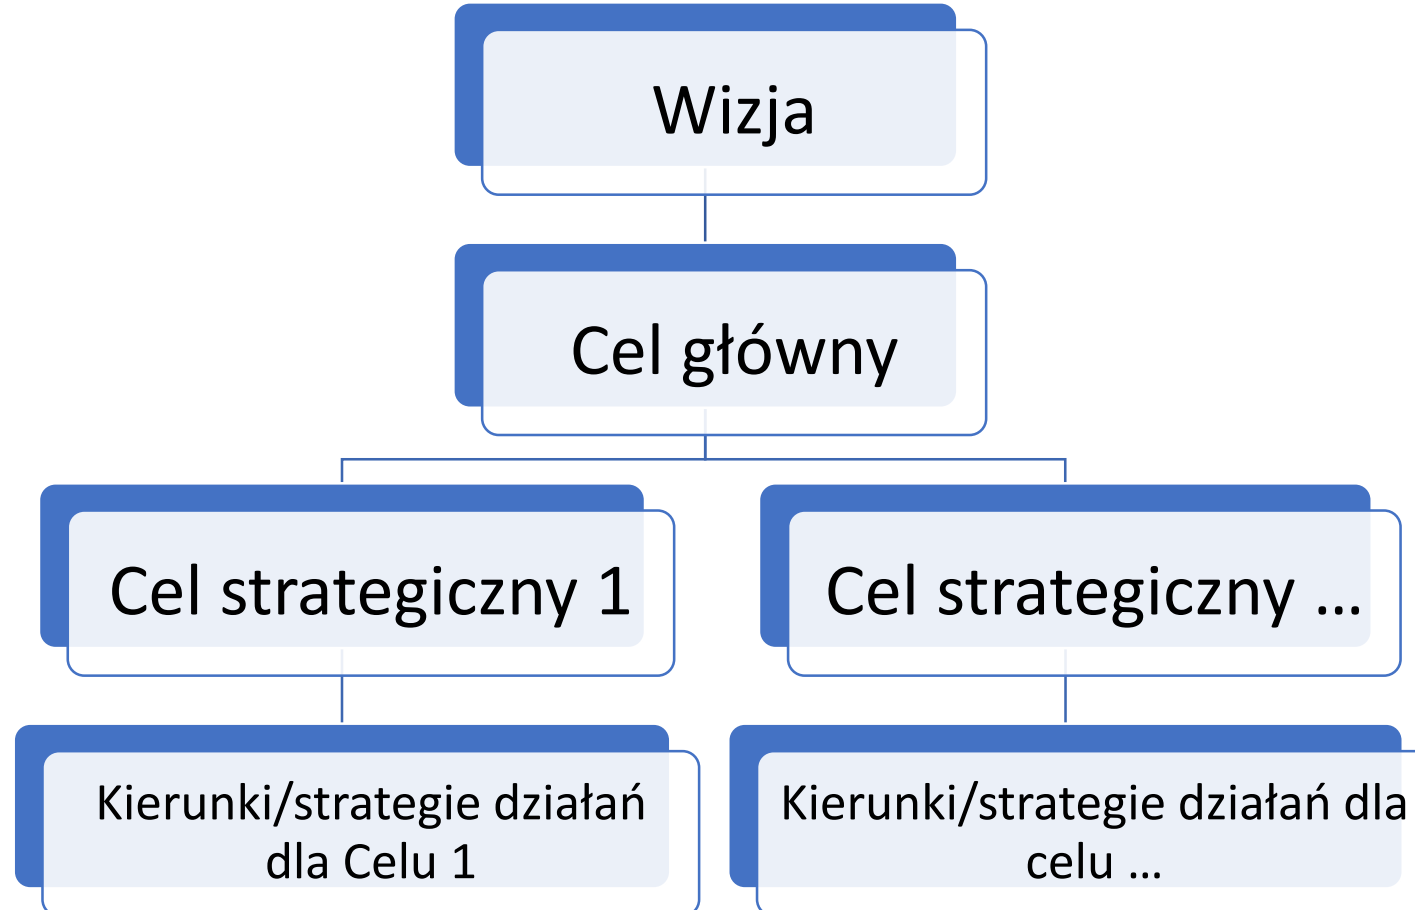 Wizja
Cel główny
Cel strategiczny 1
Cel strategiczny ...
Kierunki/strategie działań
dla Celu 1
Kierunki/strategie działań dla
celu ...